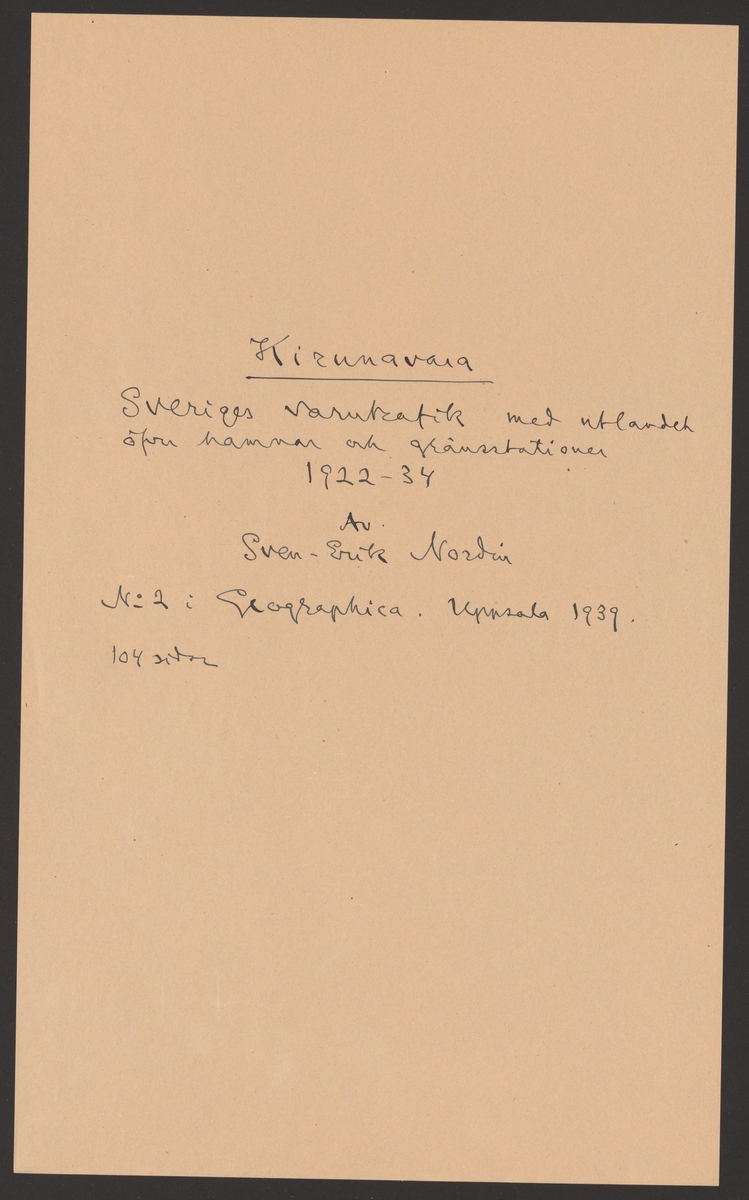 Kirunavara
Sveriges varutrafik med utlandet
öfver hamnar och gränsstationer
1922-34
Av.
Sven-Erik Nordin
No 2 i Geographica. Uppsala 1939.
104 sidor